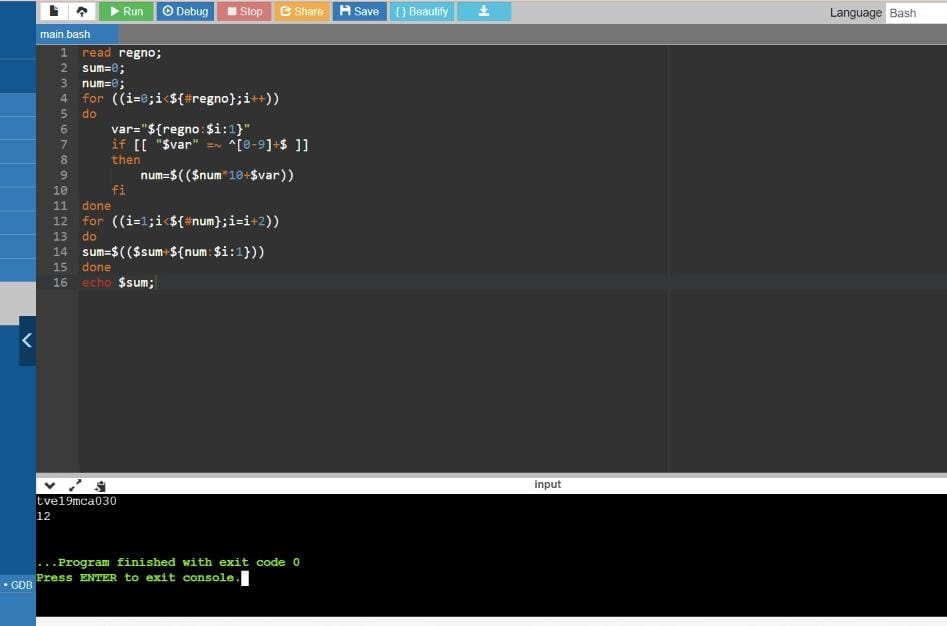 Run Debug Stop Share Save { } Beautify Language Bash
main.bash
1 read regno;
2 sum=0;
3 num=0;
4 for ((i=0;i<${#regno};i++))
5 do
6 var="${regno:$i:1}"
7 if [[ "$var" =~ ^[0-9]+$ ]]
8 then
9 num=$(($num*10+$var))
10 fi
11 done
12 for ((i=1;i<${#num};i=i+2))
13 do
14 sum=$(($sum+${num:$i:1}))
15 done
16 echo $sum;
input
tve19mca030
12
...Program finished with exit code 0
Press ENTER to exit console.
• GDB